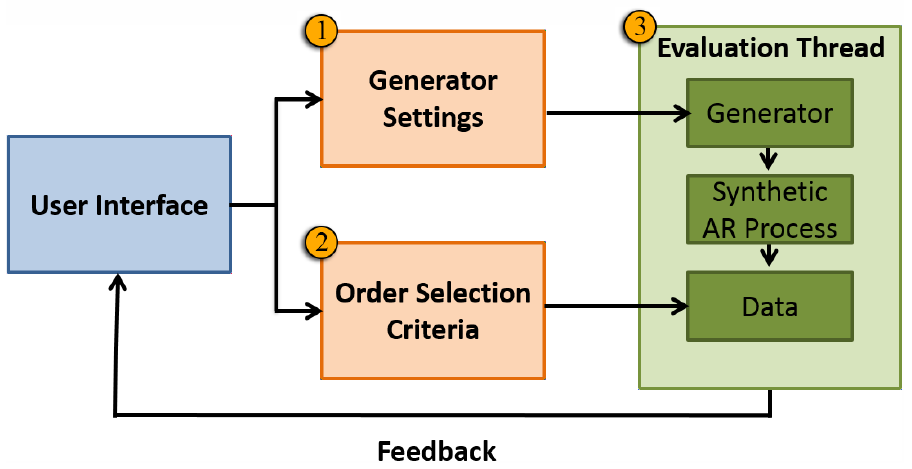 1
Generator
Settings
3
Evaluation Thread
Generator
User Interface
Synthetic
AR Process
2
Order Selection
Criteria
Data
Feedback